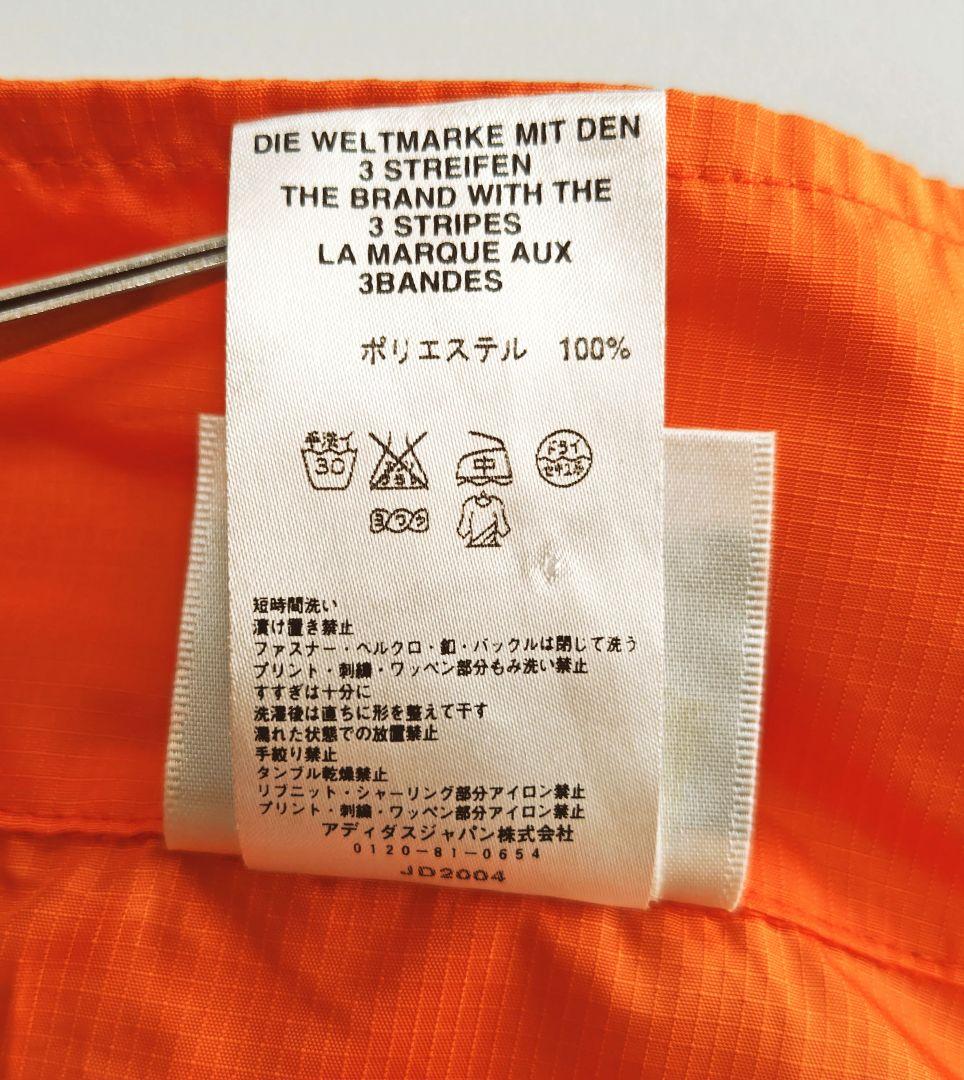 DIE WELTMARKE MIT DEN
3 STREIFEN
THE BRAND WITH THE
3 STRIPES
LA MARQUE AUX
3BANDES
ポリエステル 100%
手洗イ
30
中
ドライ
セキユ系
ヨワク
短時間洗い
漬け置き禁止
ファスナー・ベルクロ・釦・バックルは閉じて洗う
プリント・刺繍・ワッペン部分もみ洗い禁止
すすぎは十分に
洗濯後は直ちに形を整えて干す
濡れた状態での放置禁止
手絞り禁止
タンブル乾燥禁止
リブニット・シャーリング部分アイロン禁止
プリント・刺繍・ワッペン部分アイロン禁止
アディダスジャパン株式会社
0120-81-0654
JD2004